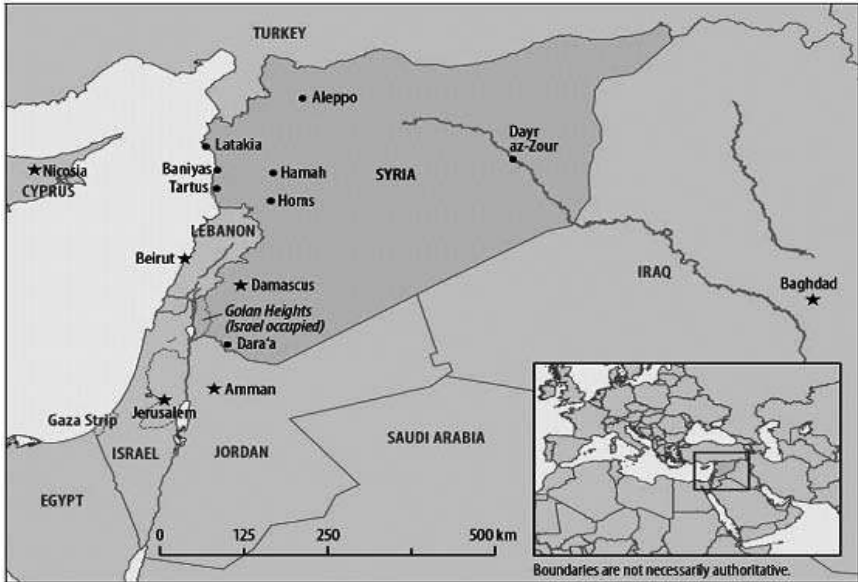 TURKEY
Aleppo
Latakia
Dayr
az-Zour
Nicosia
CYPRUS
Baniyas
Hamah
SYRIA
Tartus
Homs
LEBANON
Beirut
IRAQ
Damascus
Baghdad
Golan Heights
(Israel occupied)
Dara'a
Amman
Jerusalem
Gaza Strip
ISRAEL
JORDAN
SAUDI ARABIA
EGYPT
0 125 250 500 km
Boundaries are not necessarily authoritative.